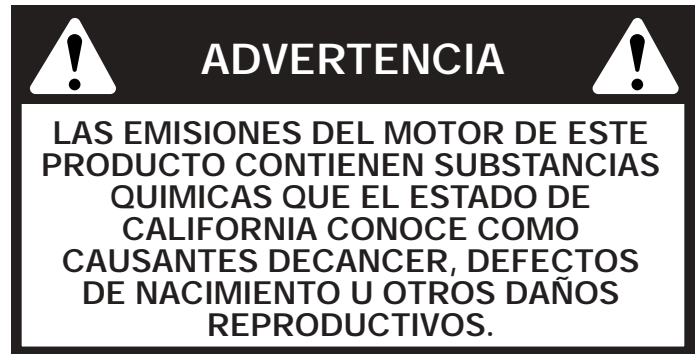 ADVERTENCIA
LAS EMISIONES DEL MOTOR DE ESTE
PRODUCTO CONTIENEN SUBSTANCIAS
QUIMICAS QUE EL ESTADO DE
CALIFORNIA CONOCE COMO
CAUSANTES DECANCER, DEFECTOS
DE NACIMIENTO U OTROS DAÑOS
REPRODUCTIVOS.